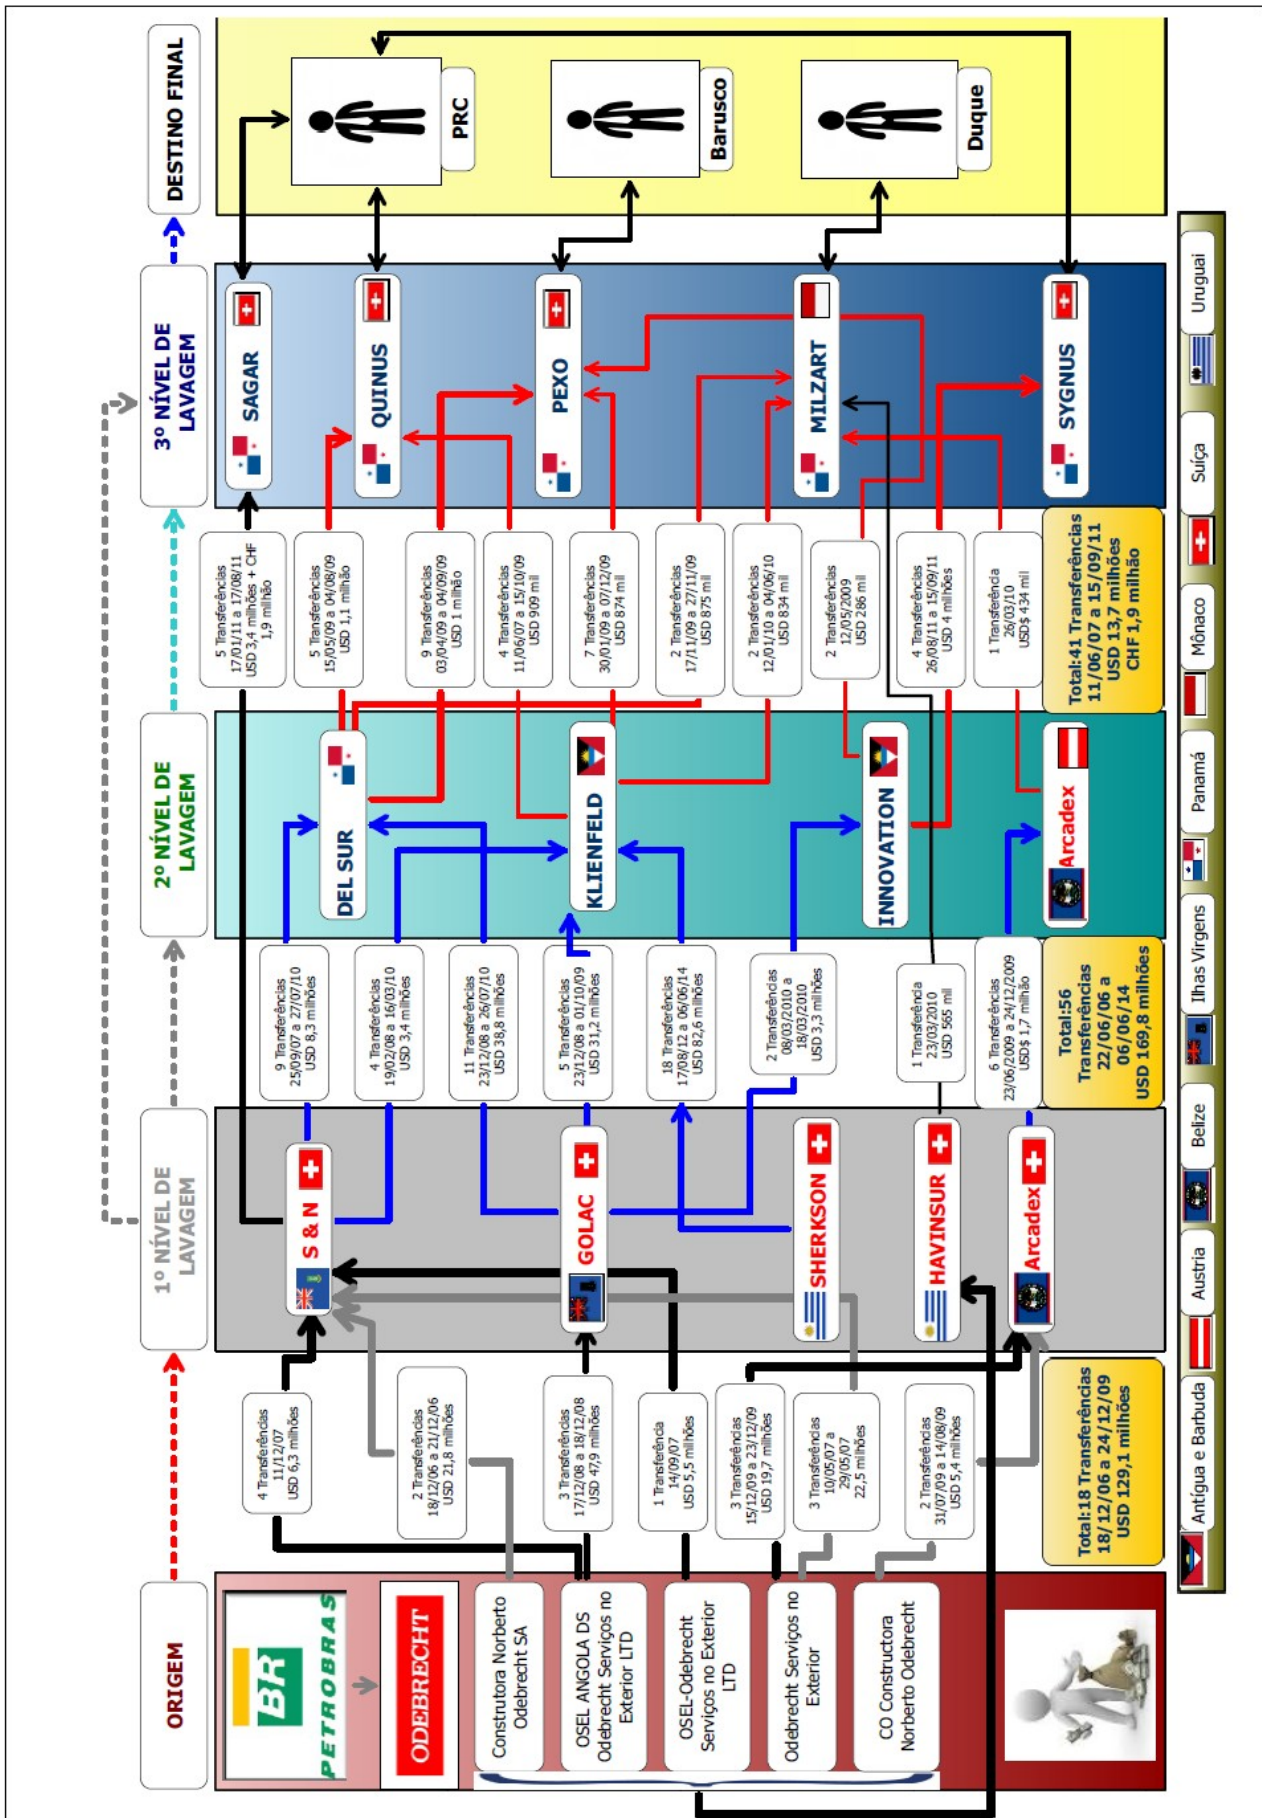 ORIGEM
1º NÍVEL DE
LAVAGEM
2º NÍVEL DE
LAVAGEM
3º NÍVEL DE
LAVAGEM
DESTINO FINAL
BR
PETROBRAS
ODEBRECHT
Construtora Norberto
Odebrecht SA
OSEL ANGOLA DS
Odebrecht Serviços no
Exterior LTD
OSEL-Odebrecht
Serviços no Exterior
LTD
Odebrecht Serviços no
Exterior
CO Constructora
Norberto Odebrecht
4 Transferências
11/12/07
USD 6,3 milhões
2 Transferências
18/12/06 a 21/12/06
USD 21,8 milhões
3 Transferências
17/12/08 a 18/12/08
USD 47,9 milhões
1 Transferência
14/09/07
USD 5,5 milhões
3 Transferências
15/12/09 a 23/12/09
USD 19,7 milhões
3 Transferências
10/05/07 a
29/05/07
22,5 milhões
2 Transferências
31/07/09 a 14/08/09
USD 5,4 milhões
Total:18 Transferências
18/12/06 a 24/12/09
USD 129,1 milhões
S & N
GOLAC
SHERKSON
HAVINSUR
Arcadex
9 Transferências
25/09/07 a 27/07/10
USD 8,3 milhões
4 Transferências
19/02/08 a 16/03/10
USD 3,4 milhões
11 Transferências
23/12/08 a 26/07/10
USD 38,8 milhões
5 Transferências
23/12/08 a 01/10/09
USD 31,2 milhões
18 Transferências
17/08/12 a 06/06/14
USD 82,6 milhões
2 Transferências
08/03/2010 a
18/03/2010
USD 3,3 milhões
1 Transferência
23/03/2010
USD 565 mil
6 Transferências
23/06/2009 a 24/12/2009
USD$ 1,7 milhão
Total:56
Transferências
22/06/06 a
06/06/14
USD 169,8 milhões
DEL SUR
KLIENFELD
INNOVATION
Arcadex
5 Transferências
17/01/11 a 17/08/11
USD 3,4 milhões + CHF
1,9 milhão
5 Transferências
15/05/09 a 04/08/09
USD 1,1 milhão
9 Transferências
03/04/09 a 04/09/09
USD 1 milhão
4 Transferências
11/06/07 a 15/10/09
USD 909 mil
7 Transferências
30/01/09 a 07/12/09
USD 874 mil
2 Transferências
17/11/09 a 27/11/09
USD 875 mil
2 Transferências
12/01/10 a 04/06/10
USD 834 mil
2 Transferências
12/05/2009
USD 286 mil
4 Transferências
26/08/11 a 15/09/11
USD 4 milhões
1 Transferência
26/03/10
USD$ 434 mil
Total:41 Transferências
11/06/07 a 15/09/11
USD 13,7 milhões
CHF 1,9 milhão
SAGAR
QUINUS
PEXO
MILZART
SYGNUS
PRC
Barusco
Duque
Antígua e Barbuda
Austria
Belize
Ilhas Virgens
Panamá
Mônaco
Suíça
Uruguai